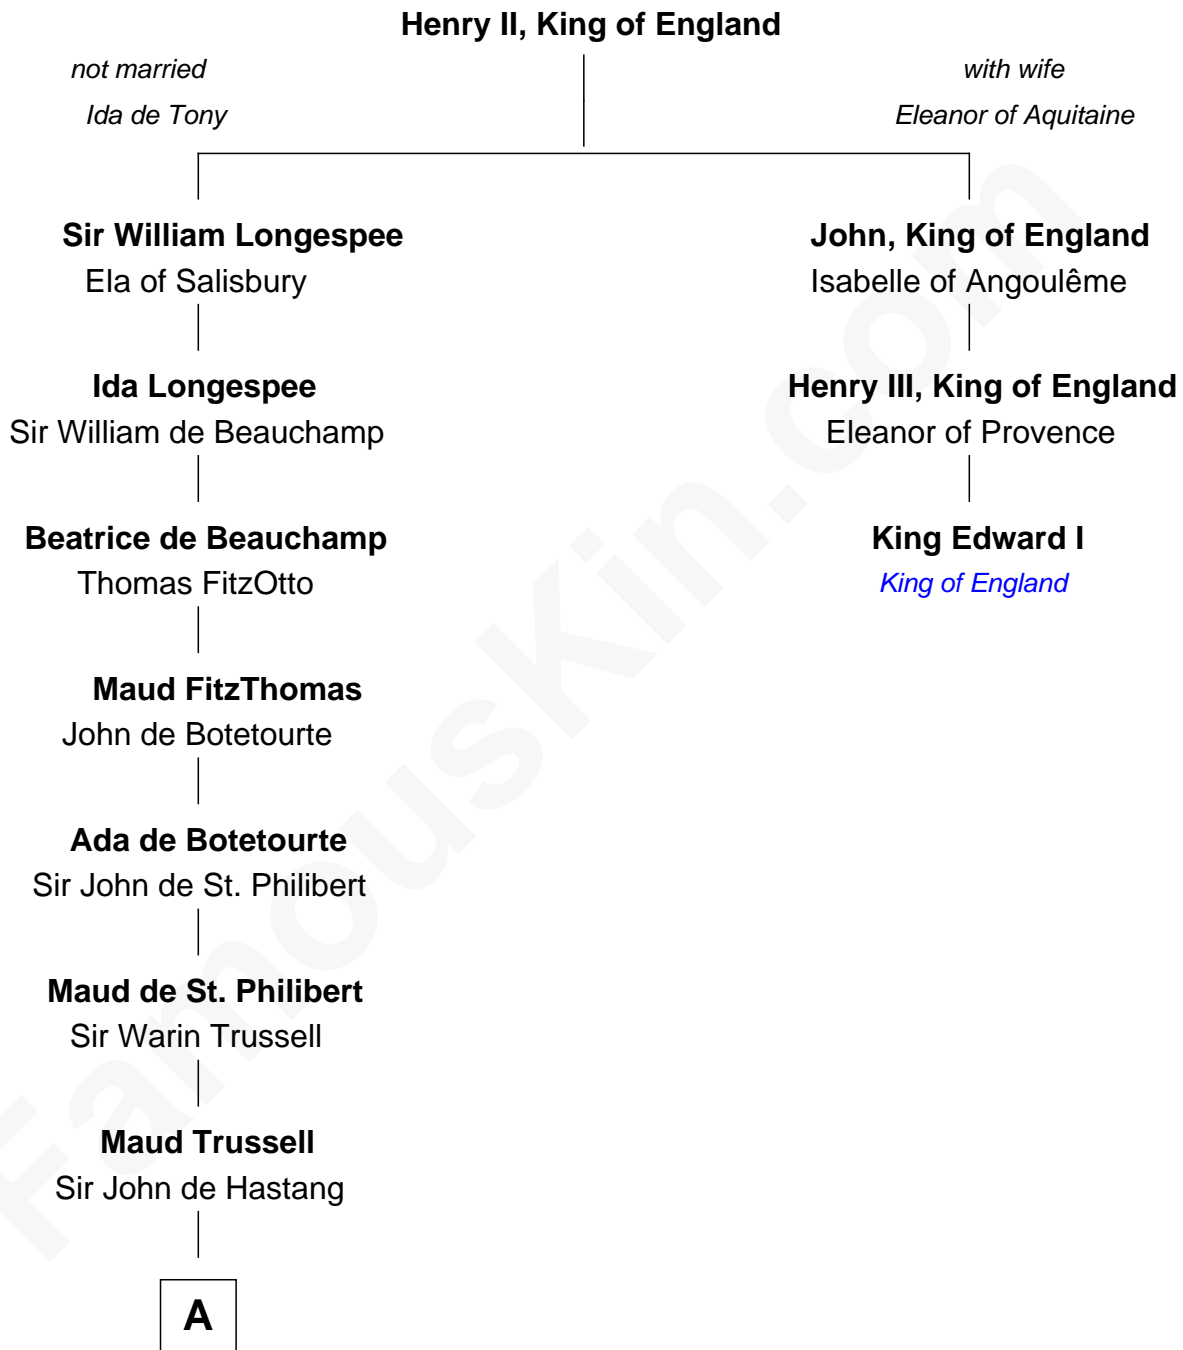 Henry II, King of England
not married
with wife
Ida de Tony
Eleanor of Aquitaine
Sir William Longespee
John, King of England
Ela of Salisbury
Isabelle of Angoulême
Ida Longespee
Henry III, King of England
Sir William de Beauchamp
Eleanor of Provence
Beatrice de Beauchamp
King Edward I
Thomas FitzOtto
King of England
Maud FitzThomas
John de Botetourte
Ada de Botetourte
Sir John de St. Philibert
Maud de St. Philibert
Sir Warin Trussell
Maud Trussell
Sir John de Hastang
A
FamousKin.com